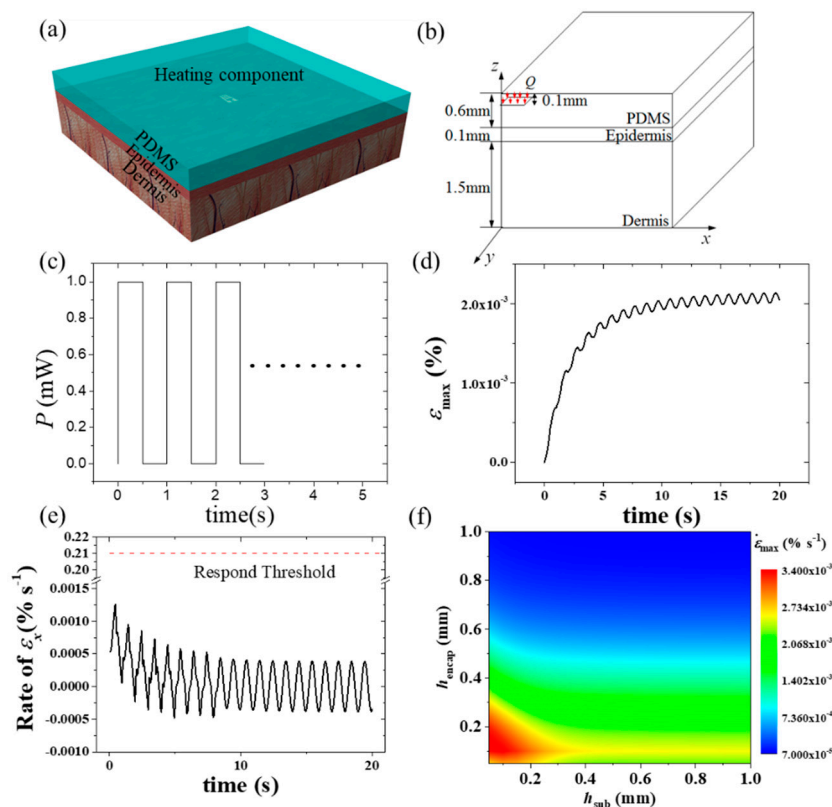 (a)
Heating component
PDMS
Epidermis
Dermis
(b)
z
Q
0.1mm
0.6mm
PDMS
0.1mm
Epidermis
1.5mm
Dermis
x
y
(c)
P (mW)
1.0
0.8
0.6
0.4
0.2
0.0
0 1 2 3 4 5
time(s)
(d)
εmax (%)
2.0x10⁻³
1.0x10⁻³
0.0
0 5 10 15 20
time (s)
(e)
Rate of εx(% s⁻¹)
0.22
0.21
0.20
Respond Threshold
0.0015
0.0010
0.0005
0.0000
-0.0005
-0.0010
0 10 20
time (s)
(f)
hencap (mm)
1.0
0.8
0.6
0.4
0.2
0.2 0.4 0.6 0.8 1.0
hsub (mm)
ε̇max (% s⁻¹)
3.400x10⁻³
2.734x10⁻³
2.068x10⁻³
1.402x10⁻³
7.360x10⁻⁴
7.000x10⁻⁵